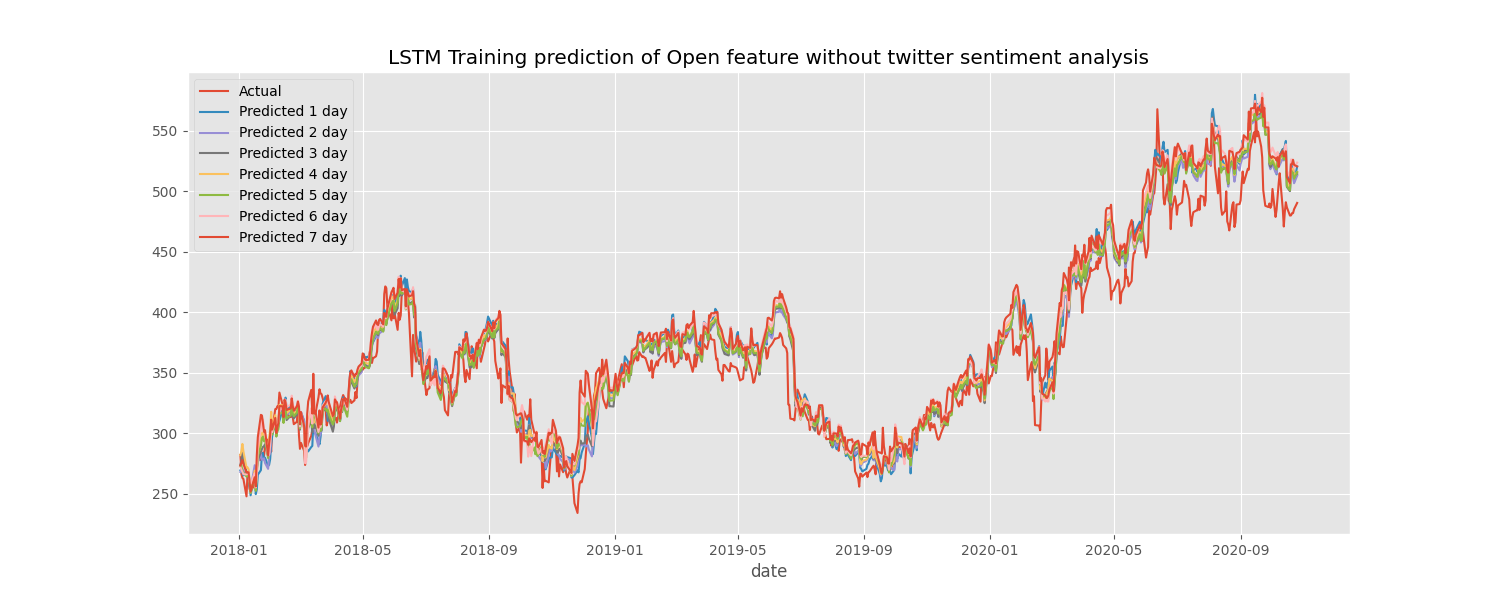 LSTM Training prediction of Open feature without twitter sentiment analysis
Actual
Predicted 1 day
Predicted 2 day
Predicted 3 day
Predicted 4 day
Predicted 5 day
Predicted 6 day
Predicted 7 day
550
500
450
400
350
300
250
2018-01 2018-05 2018-09 2019-01 2019-05 2019-09 2020-01 2020-05 2020-09
date